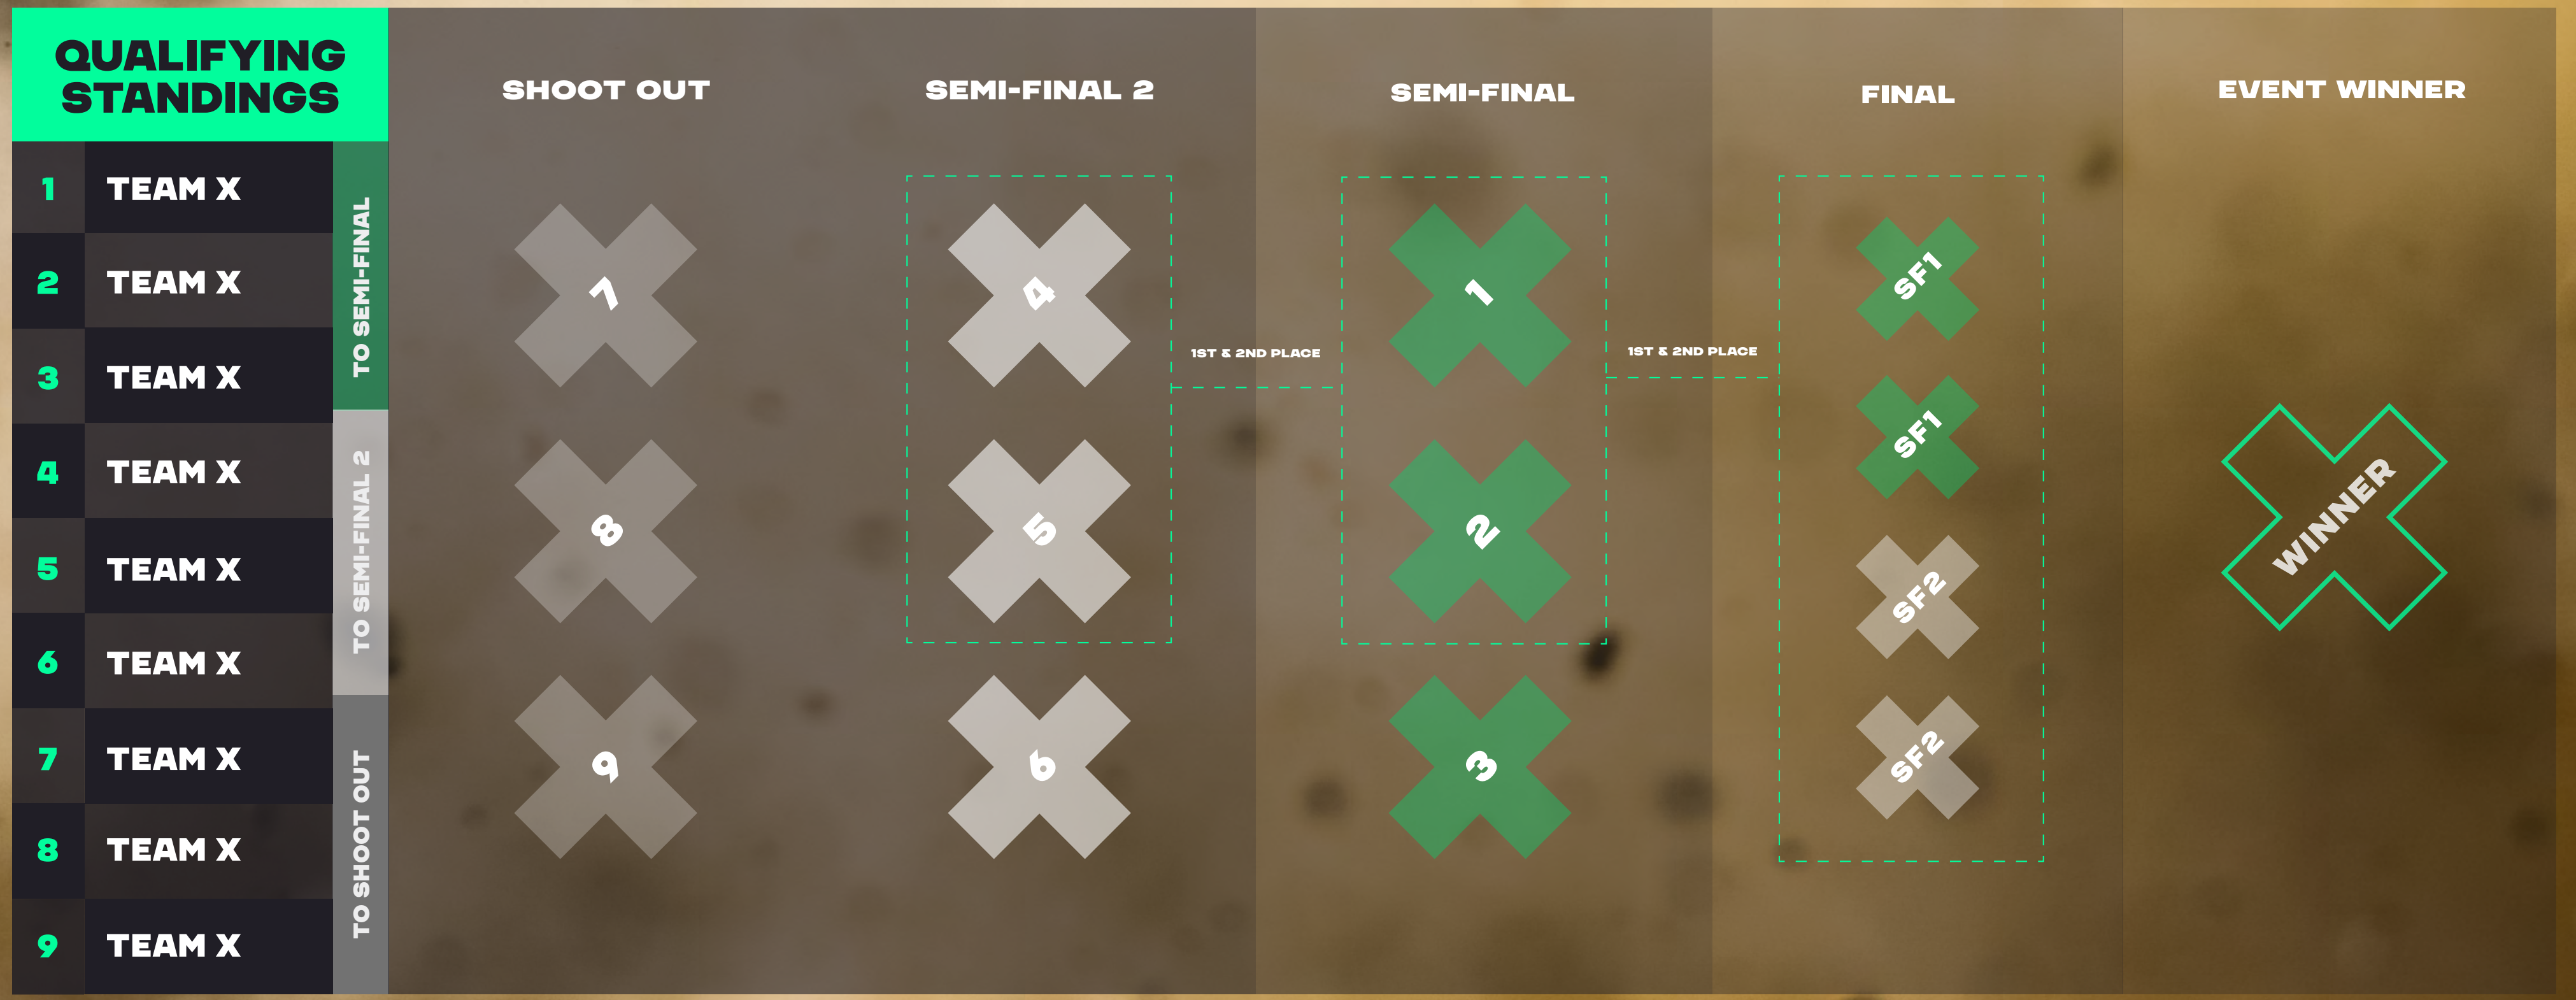 QUALIFYING
STANDINGS
1 TEAM X
2 TEAM X
3 TEAM X
4 TEAM X
5 TEAM X
6 TEAM X
7 TEAM X
8 TEAM X
9 TEAM X
TO SEMI-FINAL
TO SEMI-FINAL 2
TO SHOOT OUT
SHOOT OUT
7
8
9
SEMI-FINAL 2
4
5
6
1ST & 2ND PLACE
SEMI-FINAL
1
2
3
1ST & 2ND PLACE
FINAL
SF1
SF1
SF2
SF2
EVENT WINNER
WINNER